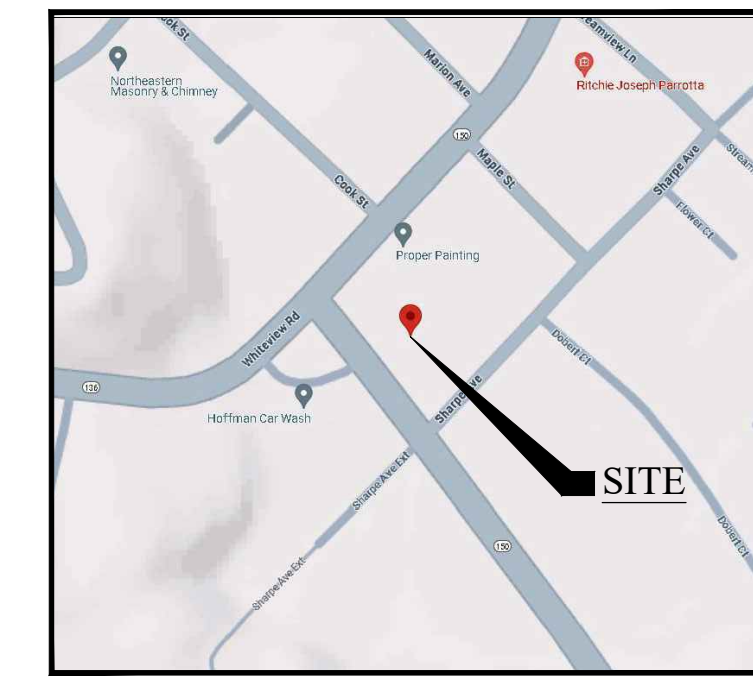 ok St
Northeastern
Masonry & Chimney
Marion Ave
eamview Ln
Ritchie Joseph Parrotta
150
Maple St
Sharpe Ave
Stream
Cook St
Flower Ct
Proper Painting
Whiteview Rd
Dobert Ct
136
Hoffman Car Wash
Sharpe Ave
Sharpe Ave Ext
SITE
150
Dobert Ct
Sharpe Ave Ext